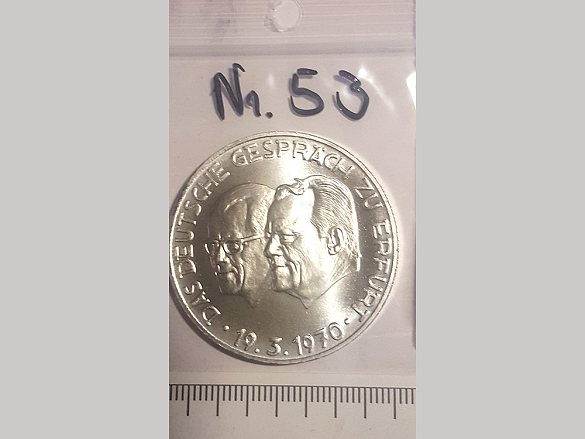 Nr. 53
DAS DEUTSCHE GESPRÄCH ZU ERFURT
· 19.3.1970 ·